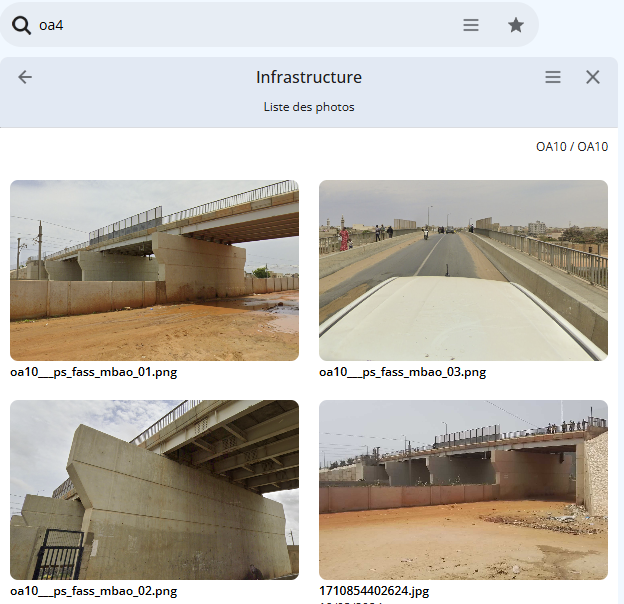 oa4
Infrastructure
Liste des photos
OA10 / OA10
oa10___ps_fass_mbao_01.png
oa10___ps_fass_mbao_03.png
oa10___ps_fass_mbao_02.png
1710854402624.jpg